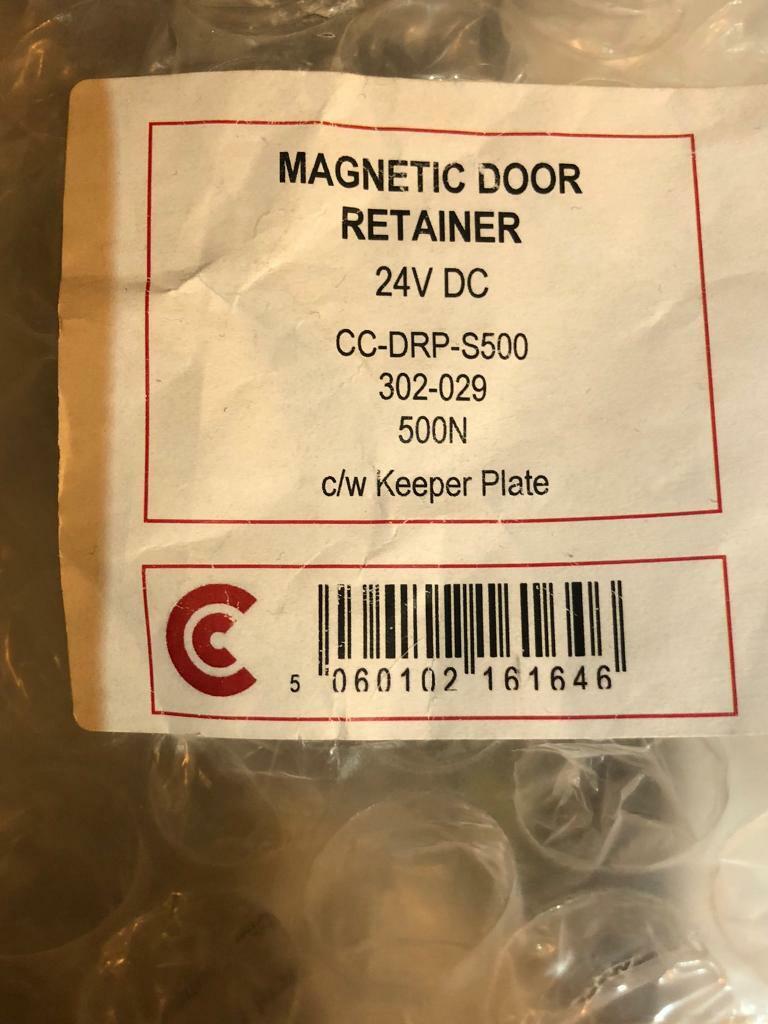 MAGNETIC DOOR
RETAINER
24V DC
CC-DRP-S500
302-029
500N
c/w Keeper Plate
5 060102 161646